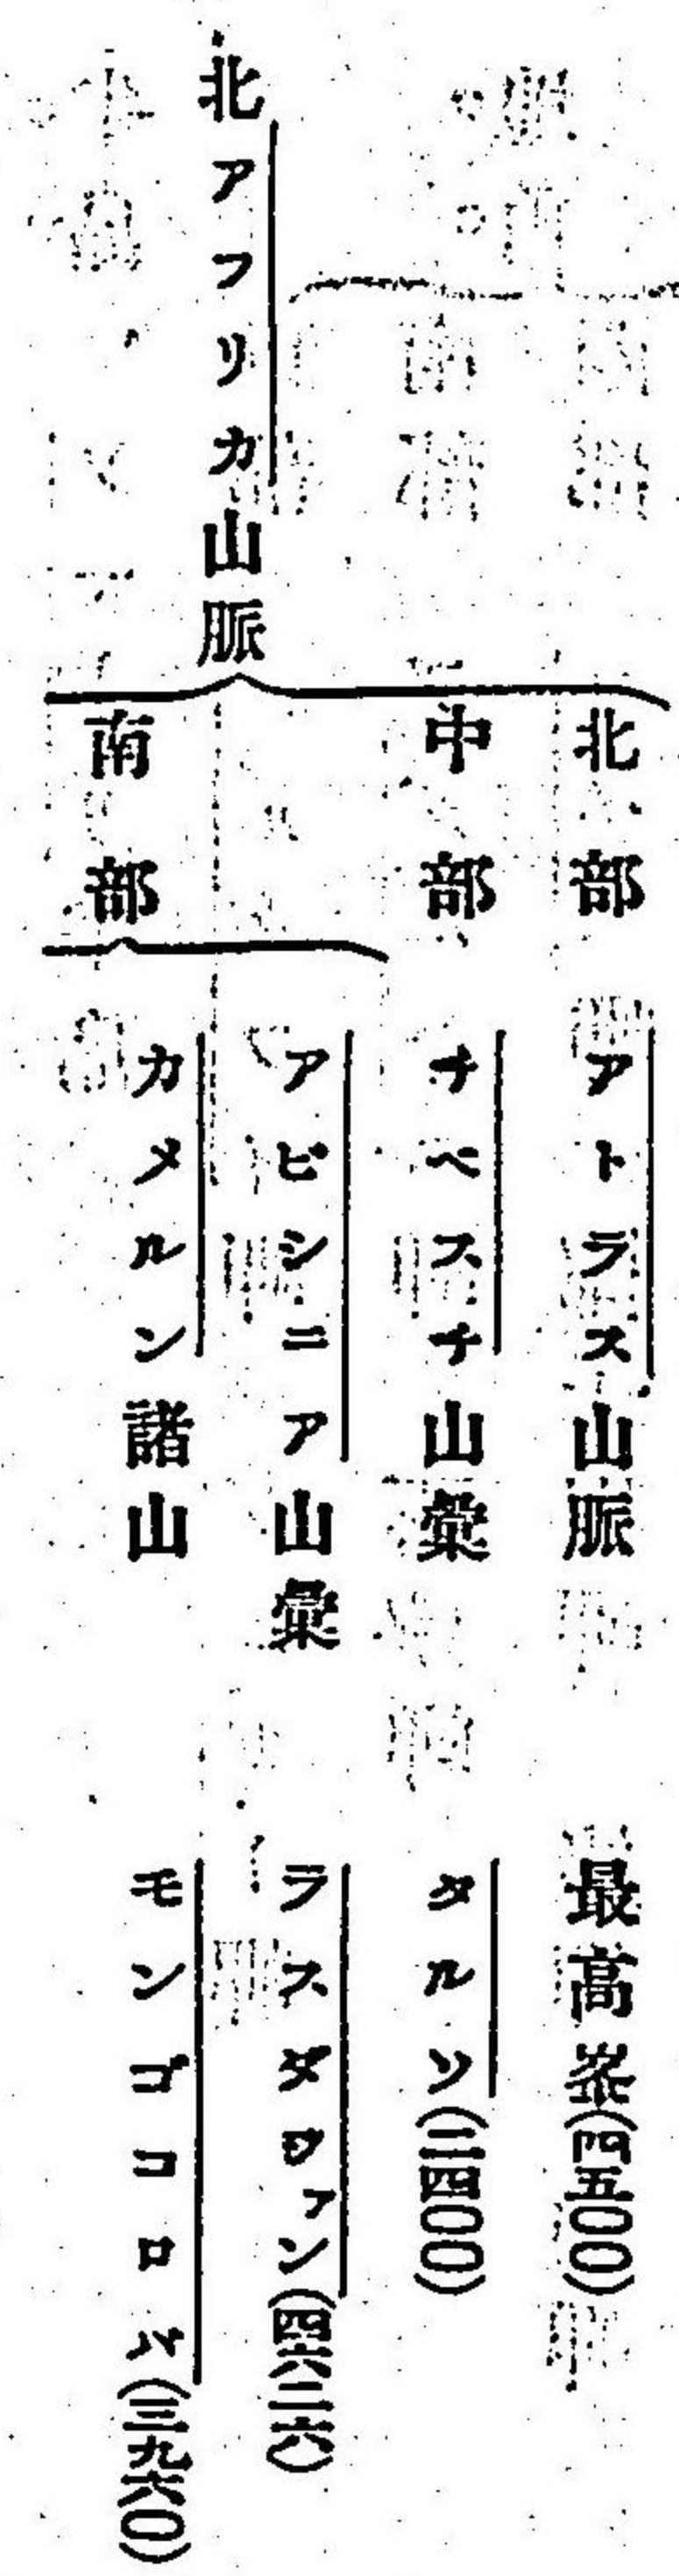 北アフリカ山脈
北部 アトラス山脈 最高峯(四五〇〇)
中部 チベスチ山彙 タルソ(二四〇〇)
南部
アビシニア山彙 ラスダワァン(四六二六)
カメルン諸山 モンゴコロバ(三九六〇)